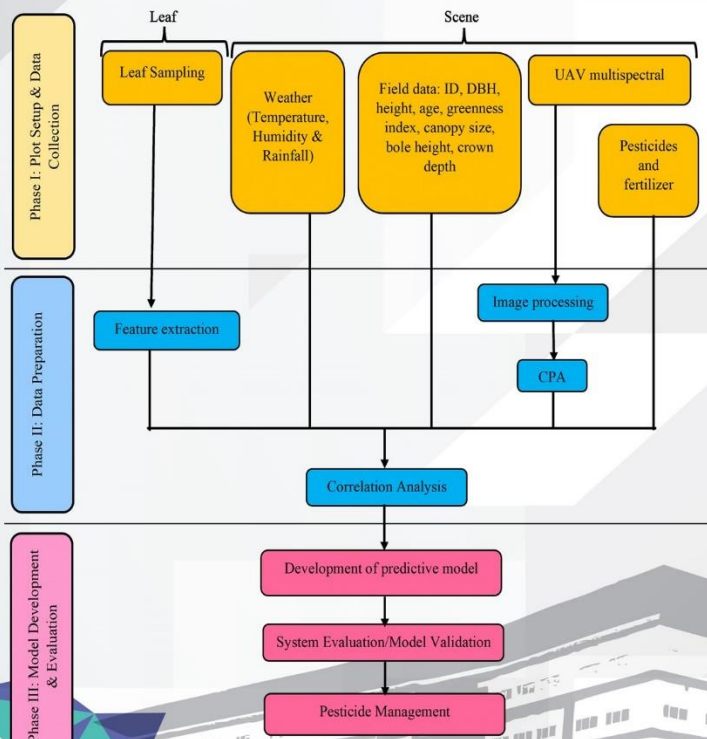 Leaf
Scene
Phase I: Plot Setup & Data
Collection
Leaf Sampling
Weather
(Temperature,
Humidity &
Rainfall)
Field data: ID, DBH,
height, age, greenness
index, canopy size,
bole height, crown
depth
UAV multispectral
Pesticides
and
fertilizer
Phase II: Data Preparation
Feature extraction
Image processing
CPA
Correlation Analysis
Phase III: Model Development
& Evaluation
Development of predictive model
System Evaluation/Model Validation
Pesticide Management